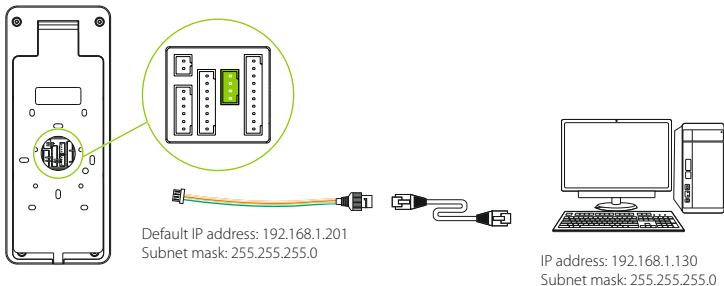 Default IP address: 192.168.1.201
Subnet mask: 255.255.255.0
IP address: 192.168.1.130
Subnet mask: 255.255.255.0